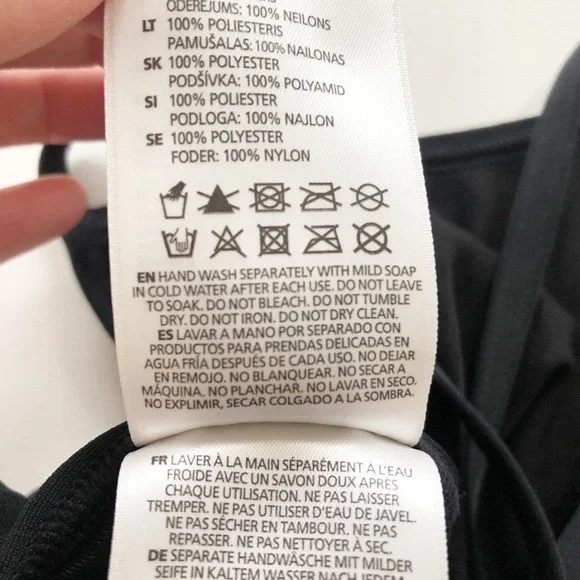 ODERĒJUMS: 100% NEILONS
LT 100% POLIESTERIS
PAMUŠALAS: 100% NAILONAS
SK 100% POLYESTER
PODŠÍVKA: 100% POLYAMID
SI 100% POLIESTER
PODLOGA: 100% NAJLON
SE 100% POLYESTER
FODER: 100% NYLON
EN HAND WASH SEPARATELY WITH MILD SOAP
IN COLD WATER AFTER EACH USE. DO NOT LEAVE
TO SOAK. DO NOT BLEACH. DO NOT TUMBLE
DRY. DO NOT IRON. DO NOT DRY CLEAN.
ES LAVAR A MANO POR SEPARADO CON
PRODUCTOS PARA PRENDAS DELICADAS EN
AGUA FRÍA DESPUÉS DE CADA USO. NO DEJAR
EN REMOJO. NO BLANQUEAR. NO SECAR A
MÁQUINA. NO PLANCHAR. NO LAVAR EN SECO.
NO EXPLIMIR, SECAR COLGADO A LA SOMBRA.
FR LAVER À LA MAIN SÉPARÉMENT À L'EAU
FROIDE AVEC UN SAVON DOUX APRÈS
CHAQUE UTILISATION. NE PAS LAISSER
TREMPER. NE PAS UTILISER D'EAU DE JAVEL.
NE PAS SÉCHER EN TAMBOUR. NE PAS
REPASSER. NE PAS NETTOYER À SEC.
DE SEPARATE HANDWÄSCHE MIT MILDER
SEIFE IN KALTEM WASSER NACH JEDEM